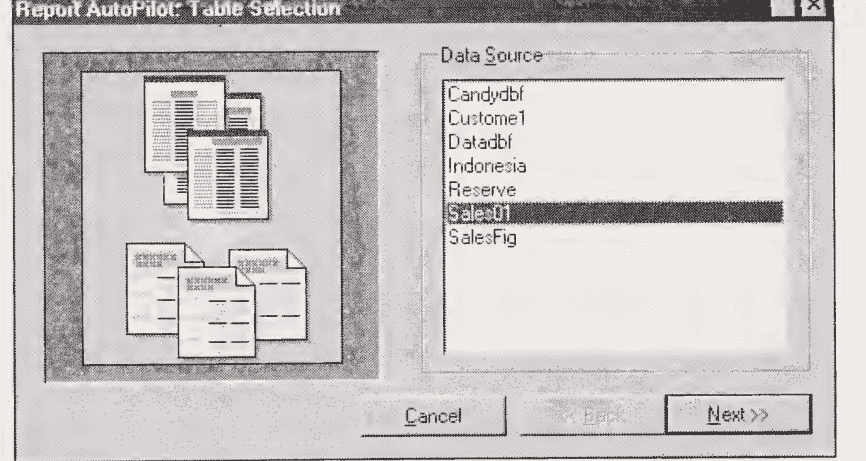 Report AutoPilot: Table Selection
Data Source
Candydbf
Custome1
Datadbf
Indonesia
Reserve
Sales01
SalesFig
Cancel
<< Back
Next >>